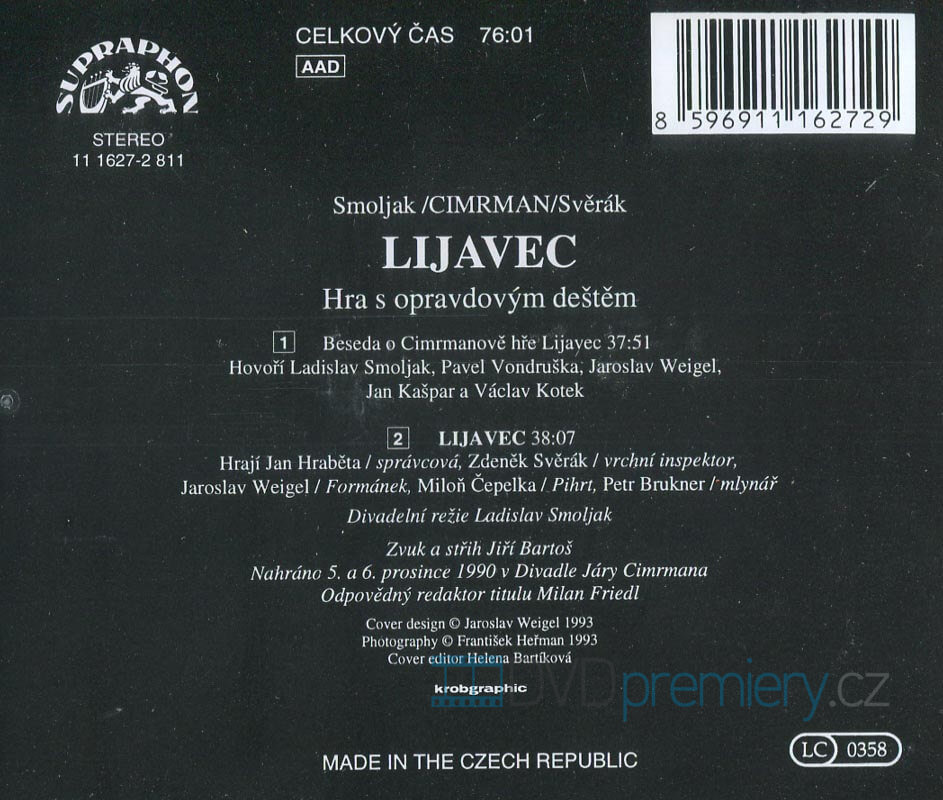 SUPRAPHON
STEREO
11 1627-2 811
CELKOVÝ ČAS 76:01
AAD
8 596911 162729
Smoljak /CIMRMAN/Svěrák
LIJAVEC
Hra s opravdovým deštěm
1 Beseda o Cimrmanově hře Lijavec 37:51
Hovoří Ladislav Smoljak, Pavel Vondruška, Jaroslav Weigel,
Jan Kašpar a Václav Kotek
2 LIJAVEC 38:07
Hrají Jan Hraběta / správcová, Zdeněk Svěrák / vrchní inspektor,
Jaroslav Weigel / Formánek, Miloň Čepelka / Pihrt, Petr Brukner / mlynář
Divadelní režie Ladislav Smoljak
Zvuk a střih Jiří Bartoš
Nahráno 5. a 6. prosince 1990 v Divadle Járy Cimrmana
Odpovědný redaktor titulu Milan Friedl
Cover design © Jaroslav Weigel 1993
Photography © František Heřman 1993
Cover editor Helena Bartíková
krobgraphic
DVDpremiery.cz
MADE IN THE CZECH REPUBLIC
LC 0358